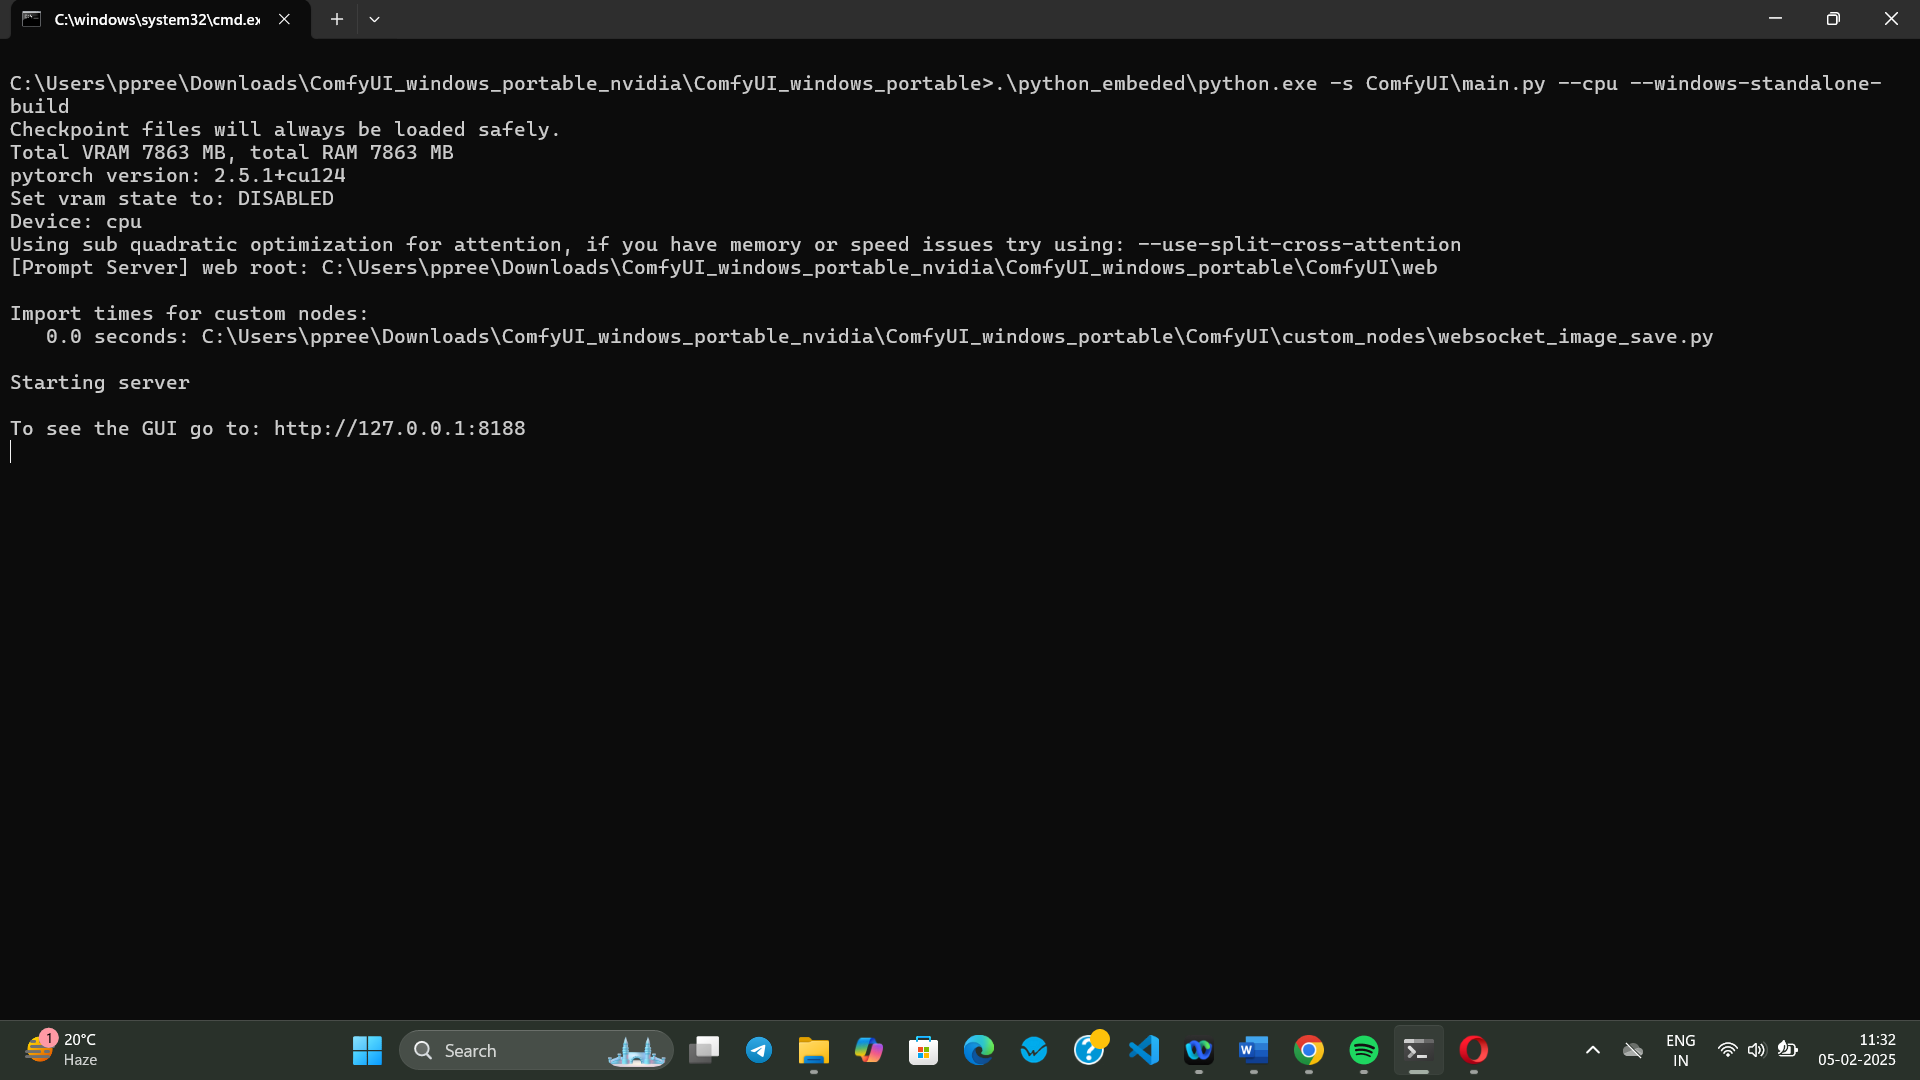 C:\windows\system32\cmd.ex
C:\Users\ppree\Downloads\ComfyUI_windows_portable_nvidia\ComfyUI_windows_portable>.\python_embeded\python.exe -s ComfyUI\main.py --cpu --windows-standalone-
build
Checkpoint files will always be loaded safely.
Total VRAM 7863 MB, total RAM 7863 MB
pytorch version: 2.5.1+cu124
Set vram state to: DISABLED
Device: cpu
Using sub quadratic optimization for attention, if you have memory or speed issues try using: --use-split-cross-attention
[Prompt Server] web root: C:\Users\ppree\Downloads\ComfyUI_windows_portable_nvidia\ComfyUI_windows_portable\ComfyUI\web
Import times for custom nodes:
0.0 seconds: C:\Users\ppree\Downloads\ComfyUI_windows_portable_nvidia\ComfyUI_windows_portable\ComfyUI\custom_nodes\websocket_image_save.py
Starting server
To see the GUI go to: http://127.0.0.1:8188
1
20°C
Haze
Search
ENG
IN
11:32
05-02-2025